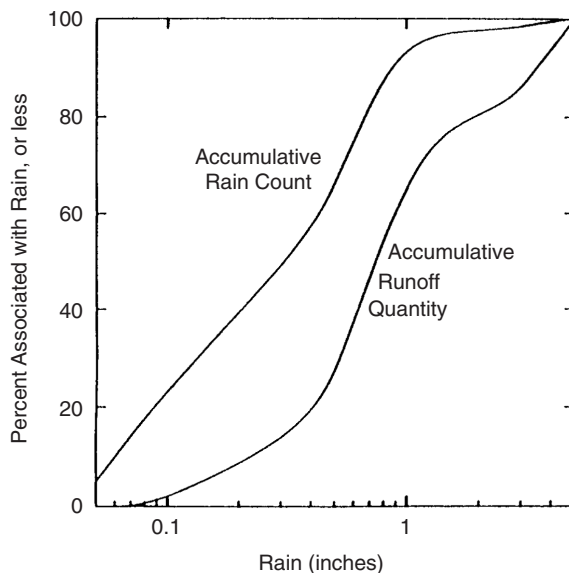 Percent Associated with Rain, or less
100
80
60
40
20
0
Accumulative
Rain Count
Accumulative
Runoff
Quantity
0.1
1
Rain (inches)